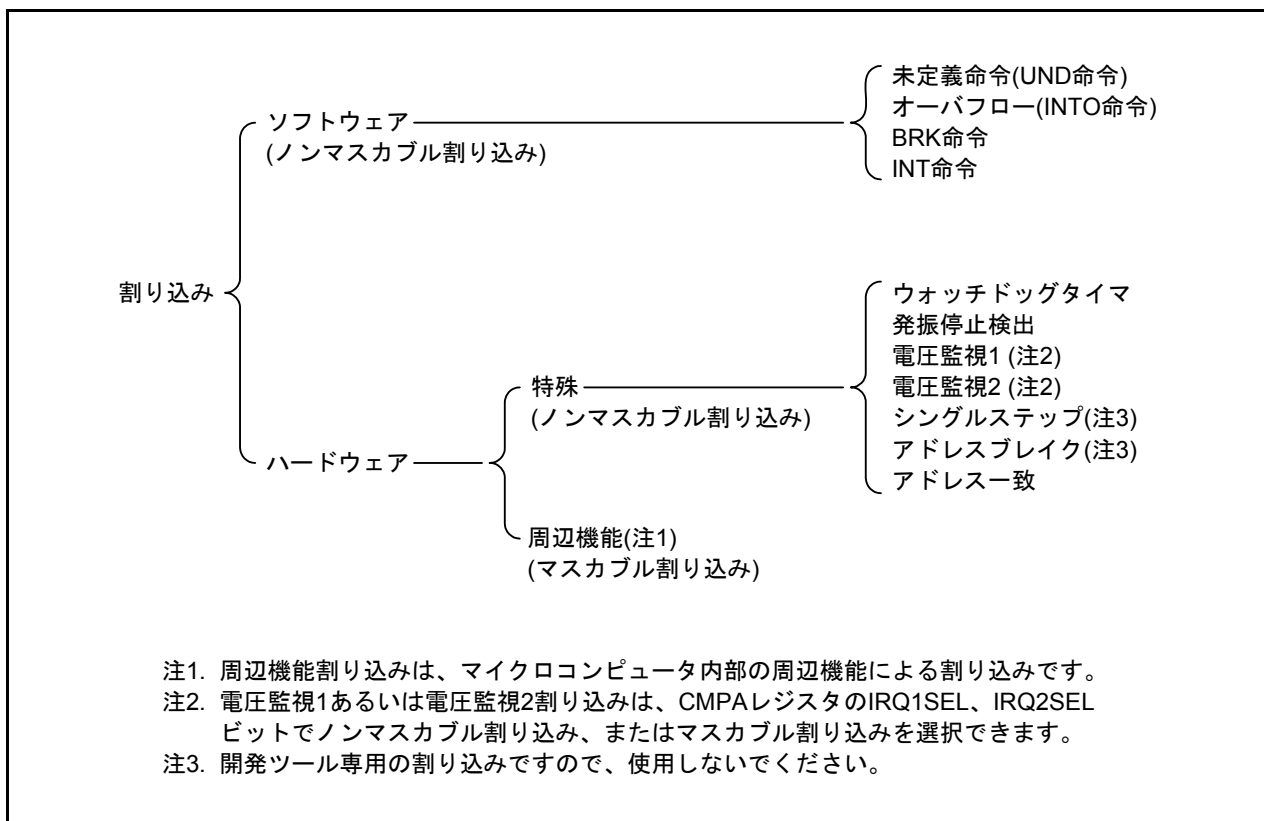 未定義命令(UND命令)
オーバフロー(INTO命令)
BRK命令
INT命令
ソフトウェア
(ノンマスカブル割り込み)
割り込み
ウォッチドッグタイマ
発振停止検出
電圧監視1 (注2)
電圧監視2 (注2)
シングルステップ(注3)
アドレスブレイク(注3)
アドレス一致
特殊
(ノンマスカブル割り込み)
ハードウェア
周辺機能(注1)
(マスカブル割り込み)
注1. 周辺機能割り込みは、マイクロコンピュータ内部の周辺機能による割り込みです。
注2. 電圧監視1あるいは電圧監視2割り込みは、CMPAレジスタのIRQ1SEL、IRQ2SEL
ビットでノンマスカブル割り込み、またはマスカブル割り込みを選択できます。
注3. 開発ツール専用の割り込みですので、使用しないでください。